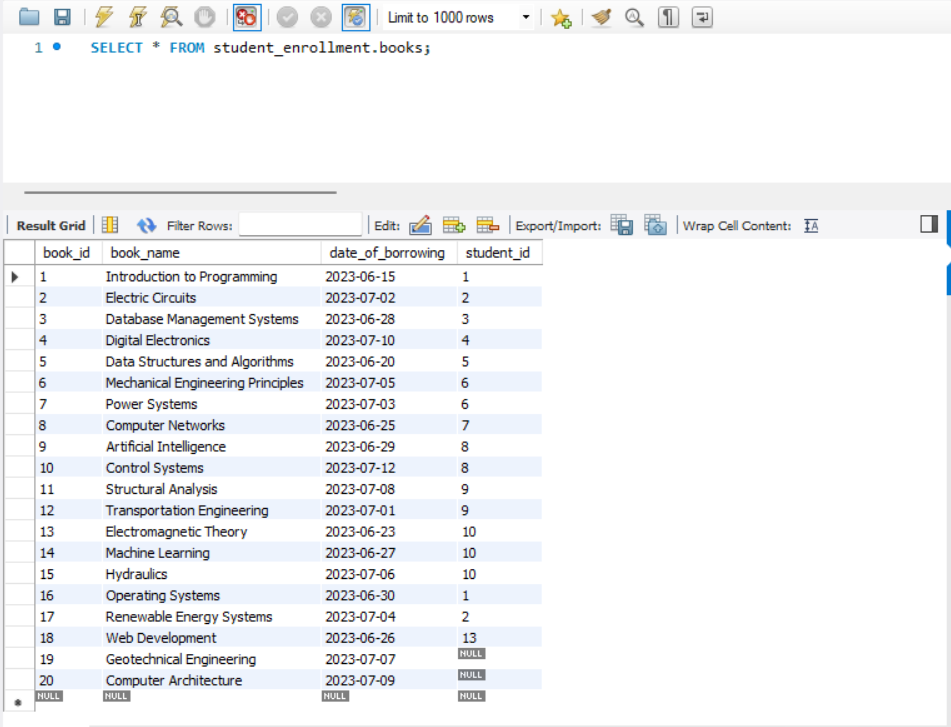 Limit to 1000 rows
1 SELECT * FROM student_enrollment.books;
Result Grid Filter Rows: Edit: Export/Import: Wrap Cell Content:
book_id book_name date_of_borrowing student_id
1 Introduction to Programming 2023-06-15 1
2 Electric Circuits 2023-07-02 2
3 Database Management Systems 2023-06-28 3
4 Digital Electronics 2023-07-10 4
5 Data Structures and Algorithms 2023-06-20 5
6 Mechanical Engineering Principles 2023-07-05 6
7 Power Systems 2023-07-03 6
8 Computer Networks 2023-06-25 7
9 Artificial Intelligence 2023-06-29 8
10 Control Systems 2023-07-12 8
11 Structural Analysis 2023-07-08 9
12 Transportation Engineering 2023-07-01 9
13 Electromagnetic Theory 2023-06-23 10
14 Machine Learning 2023-06-27 10
15 Hydraulics 2023-07-06 10
16 Operating Systems 2023-06-30 1
17 Renewable Energy Systems 2023-07-04 2
18 Web Development 2023-06-26 13
19 Geotechnical Engineering 2023-07-07 NULL
20 Computer Architecture 2023-07-09 NULL
NULL NULL NULL NULL